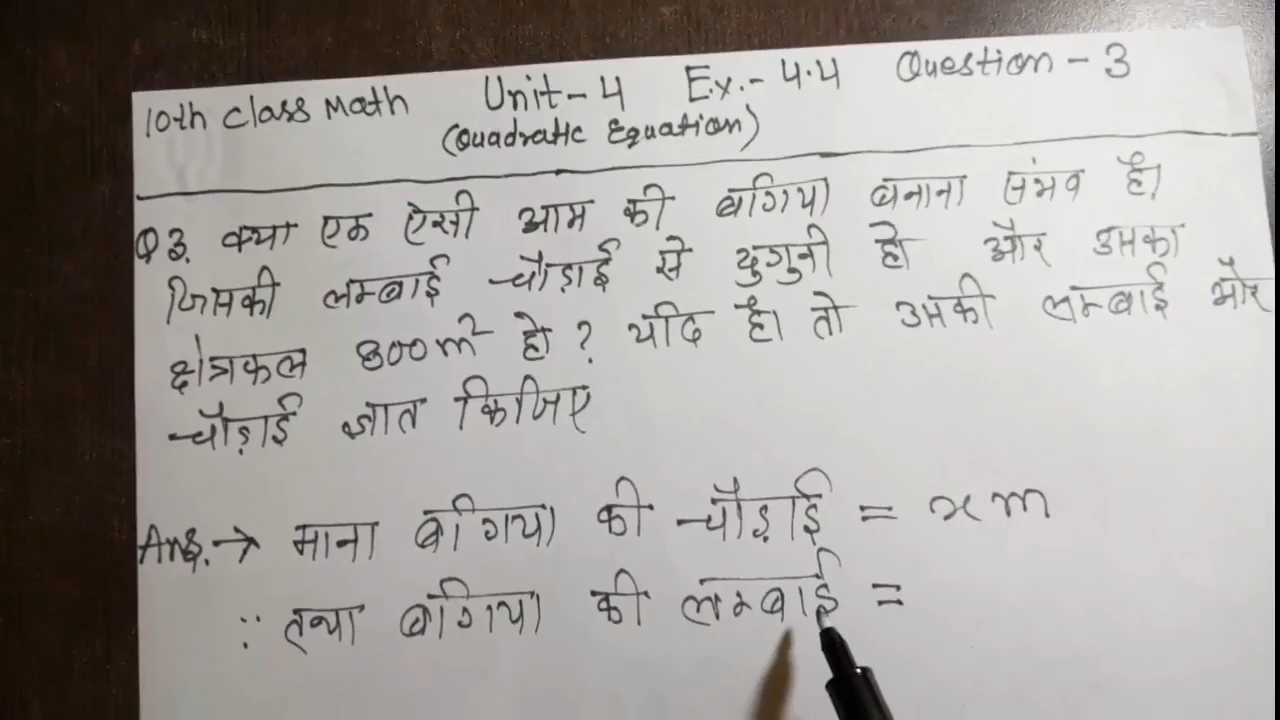 10th class Math Unit-4 Ex.-4.4 Question-3
(Quadratic Equation)
Q3. क्या एक ऐसी आम की बगिया बनाना संभव है।
जिसकी लम्बाई चौड़ाई से दुगुनी हो और उसका
क्षेत्रफल 800m² हो? यदि है। तो उसकी लम्बाई और
चौड़ाई ज्ञात किजिए
Ans.→ माना बगिया की चौड़ाई = x m
∵ तथा बगिया की लम्बाई =